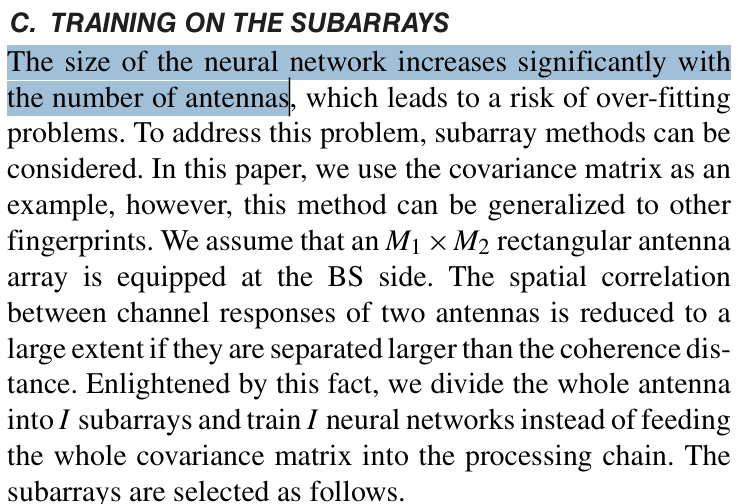 C. TRAINING ON THE SUBARRAYS
The size of the neural network increases significantly with
the number of antennas, which leads to a risk of over-fitting
problems. To address this problem, subarray methods can be
considered. In this paper, we use the covariance matrix as an
example, however, this method can be generalized to other
fingerprints. We assume that an M₁ × M₂ rectangular antenna
array is equipped at the BS side. The spatial correlation
between channel responses of two antennas is reduced to a
large extent if they are separated larger than the coherence dis-
tance. Enlightened by this fact, we divide the whole antenna
into I subarrays and train I neural networks instead of feeding
the whole covariance matrix into the processing chain. The
subarrays are selected as follows.